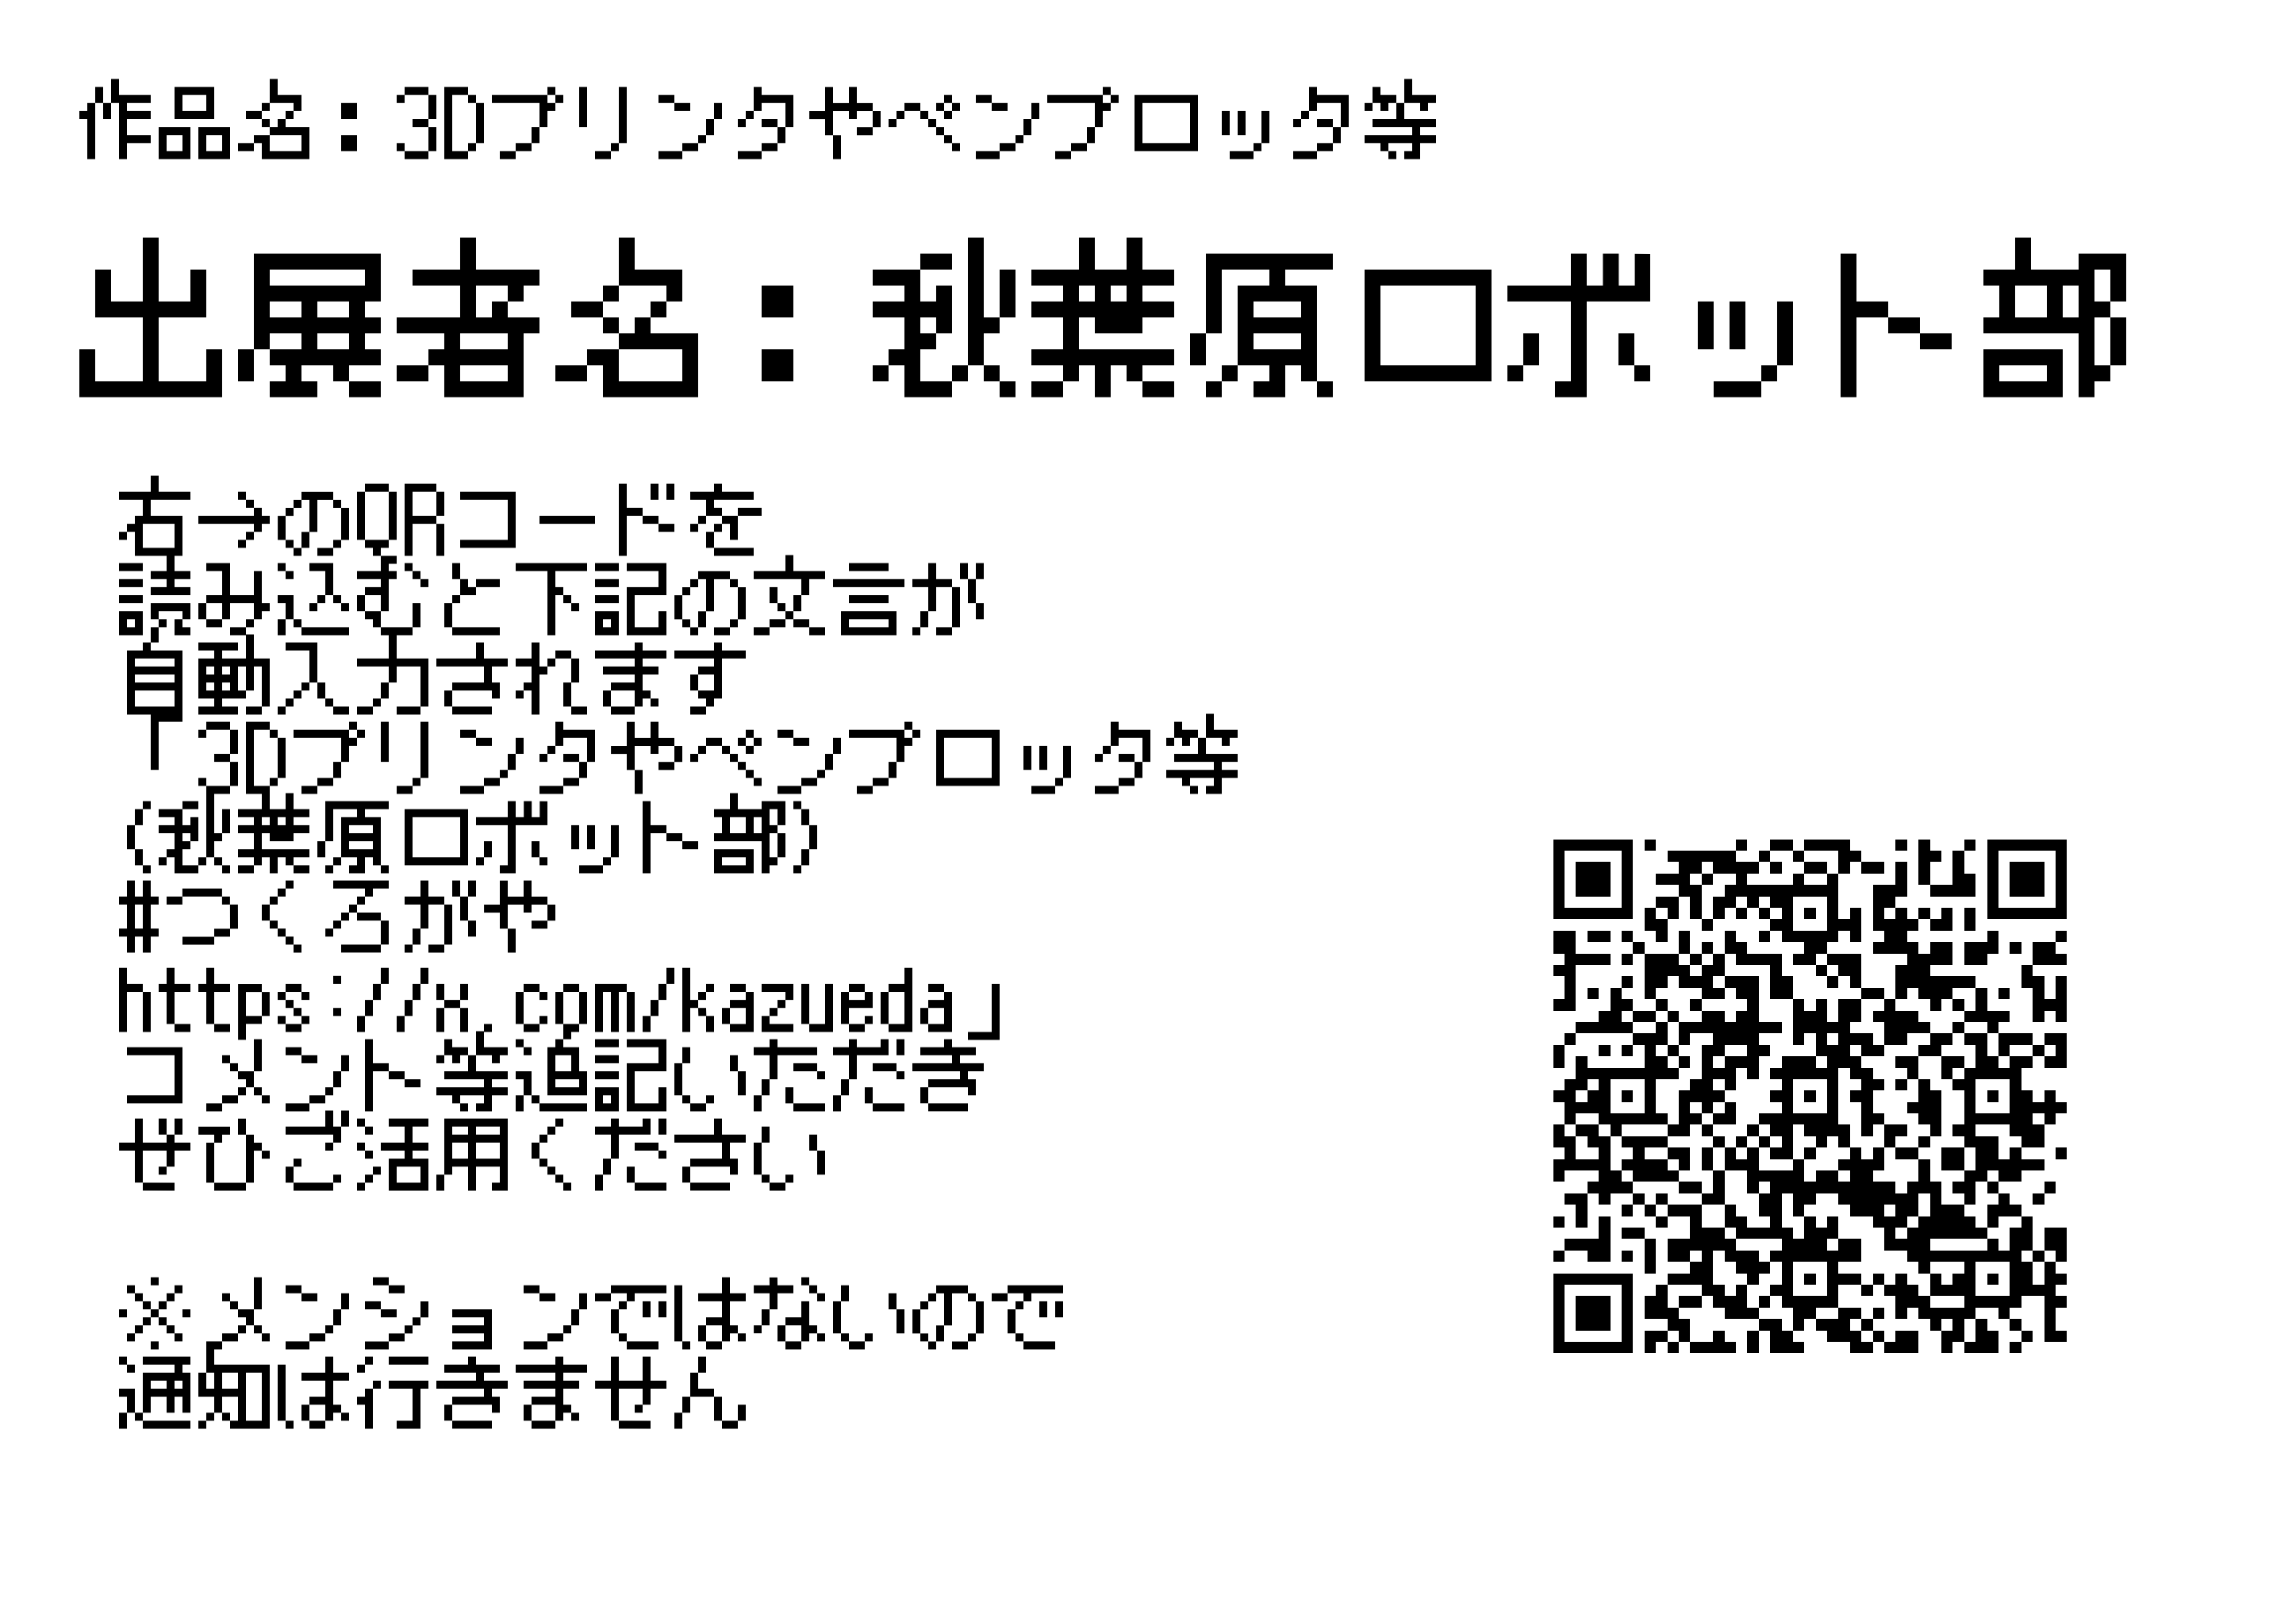 作品名：3Dプリンタやペンプロッタ等
出展者名：秋葉原ロボット部
右→のQRコードを
読み込むと下記の文言が
自動入力されます
「3Dプリンタやペンプロッタ等
(秋葉原ロボット部)
#つくろがや
https://x.com/kazueda」
コメント等追記いただき
ぜひご活用ください
※メンションではないので
通知は行きません。